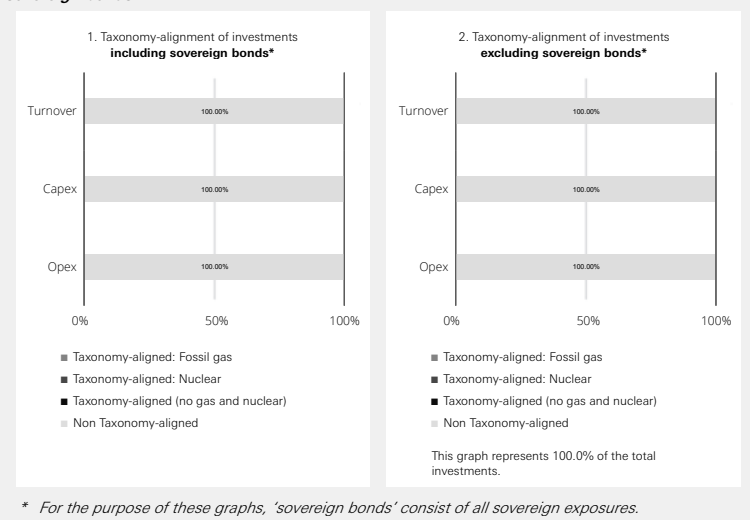 1. Taxonomy-alignment of investments
including sovereign bonds*
Turnover
100.00%
Capex
100.00%
Opex
100.00%
0%
50%
100%
■ Taxonomy-aligned: Fossil gas
■ Taxonomy-aligned: Nuclear
■ Taxonomy-aligned (no gas and nuclear)
■ Non Taxonomy-aligned
2. Taxonomy-alignment of investments
excluding sovereign bonds*
Turnover
100.00%
Capex
100.00%
Opex
100.00%
0%
50%
100%
■ Taxonomy-aligned: Fossil gas
■ Taxonomy-aligned: Nuclear
■ Taxonomy-aligned (no gas and nuclear)
■ Non Taxonomy-aligned
This graph represents 100.0% of the total
investments.
* For the purpose of these graphs, ‘sovereign bonds’ consist of all sovereign exposures.